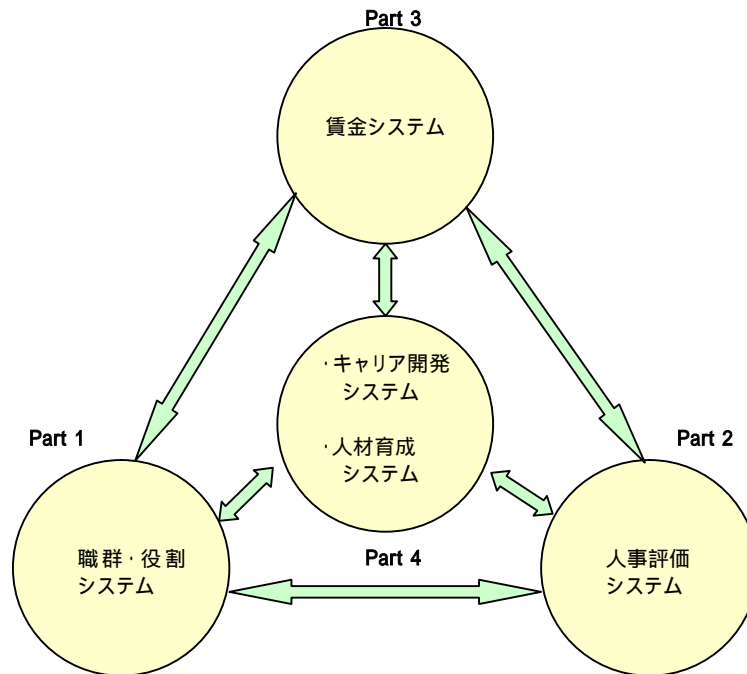 Part 3
賃金システム
・キャリア開発
システム
・人材育成
システム
Part 1
Part 2
職群・役割
システム
Part 4
人事評価
システム